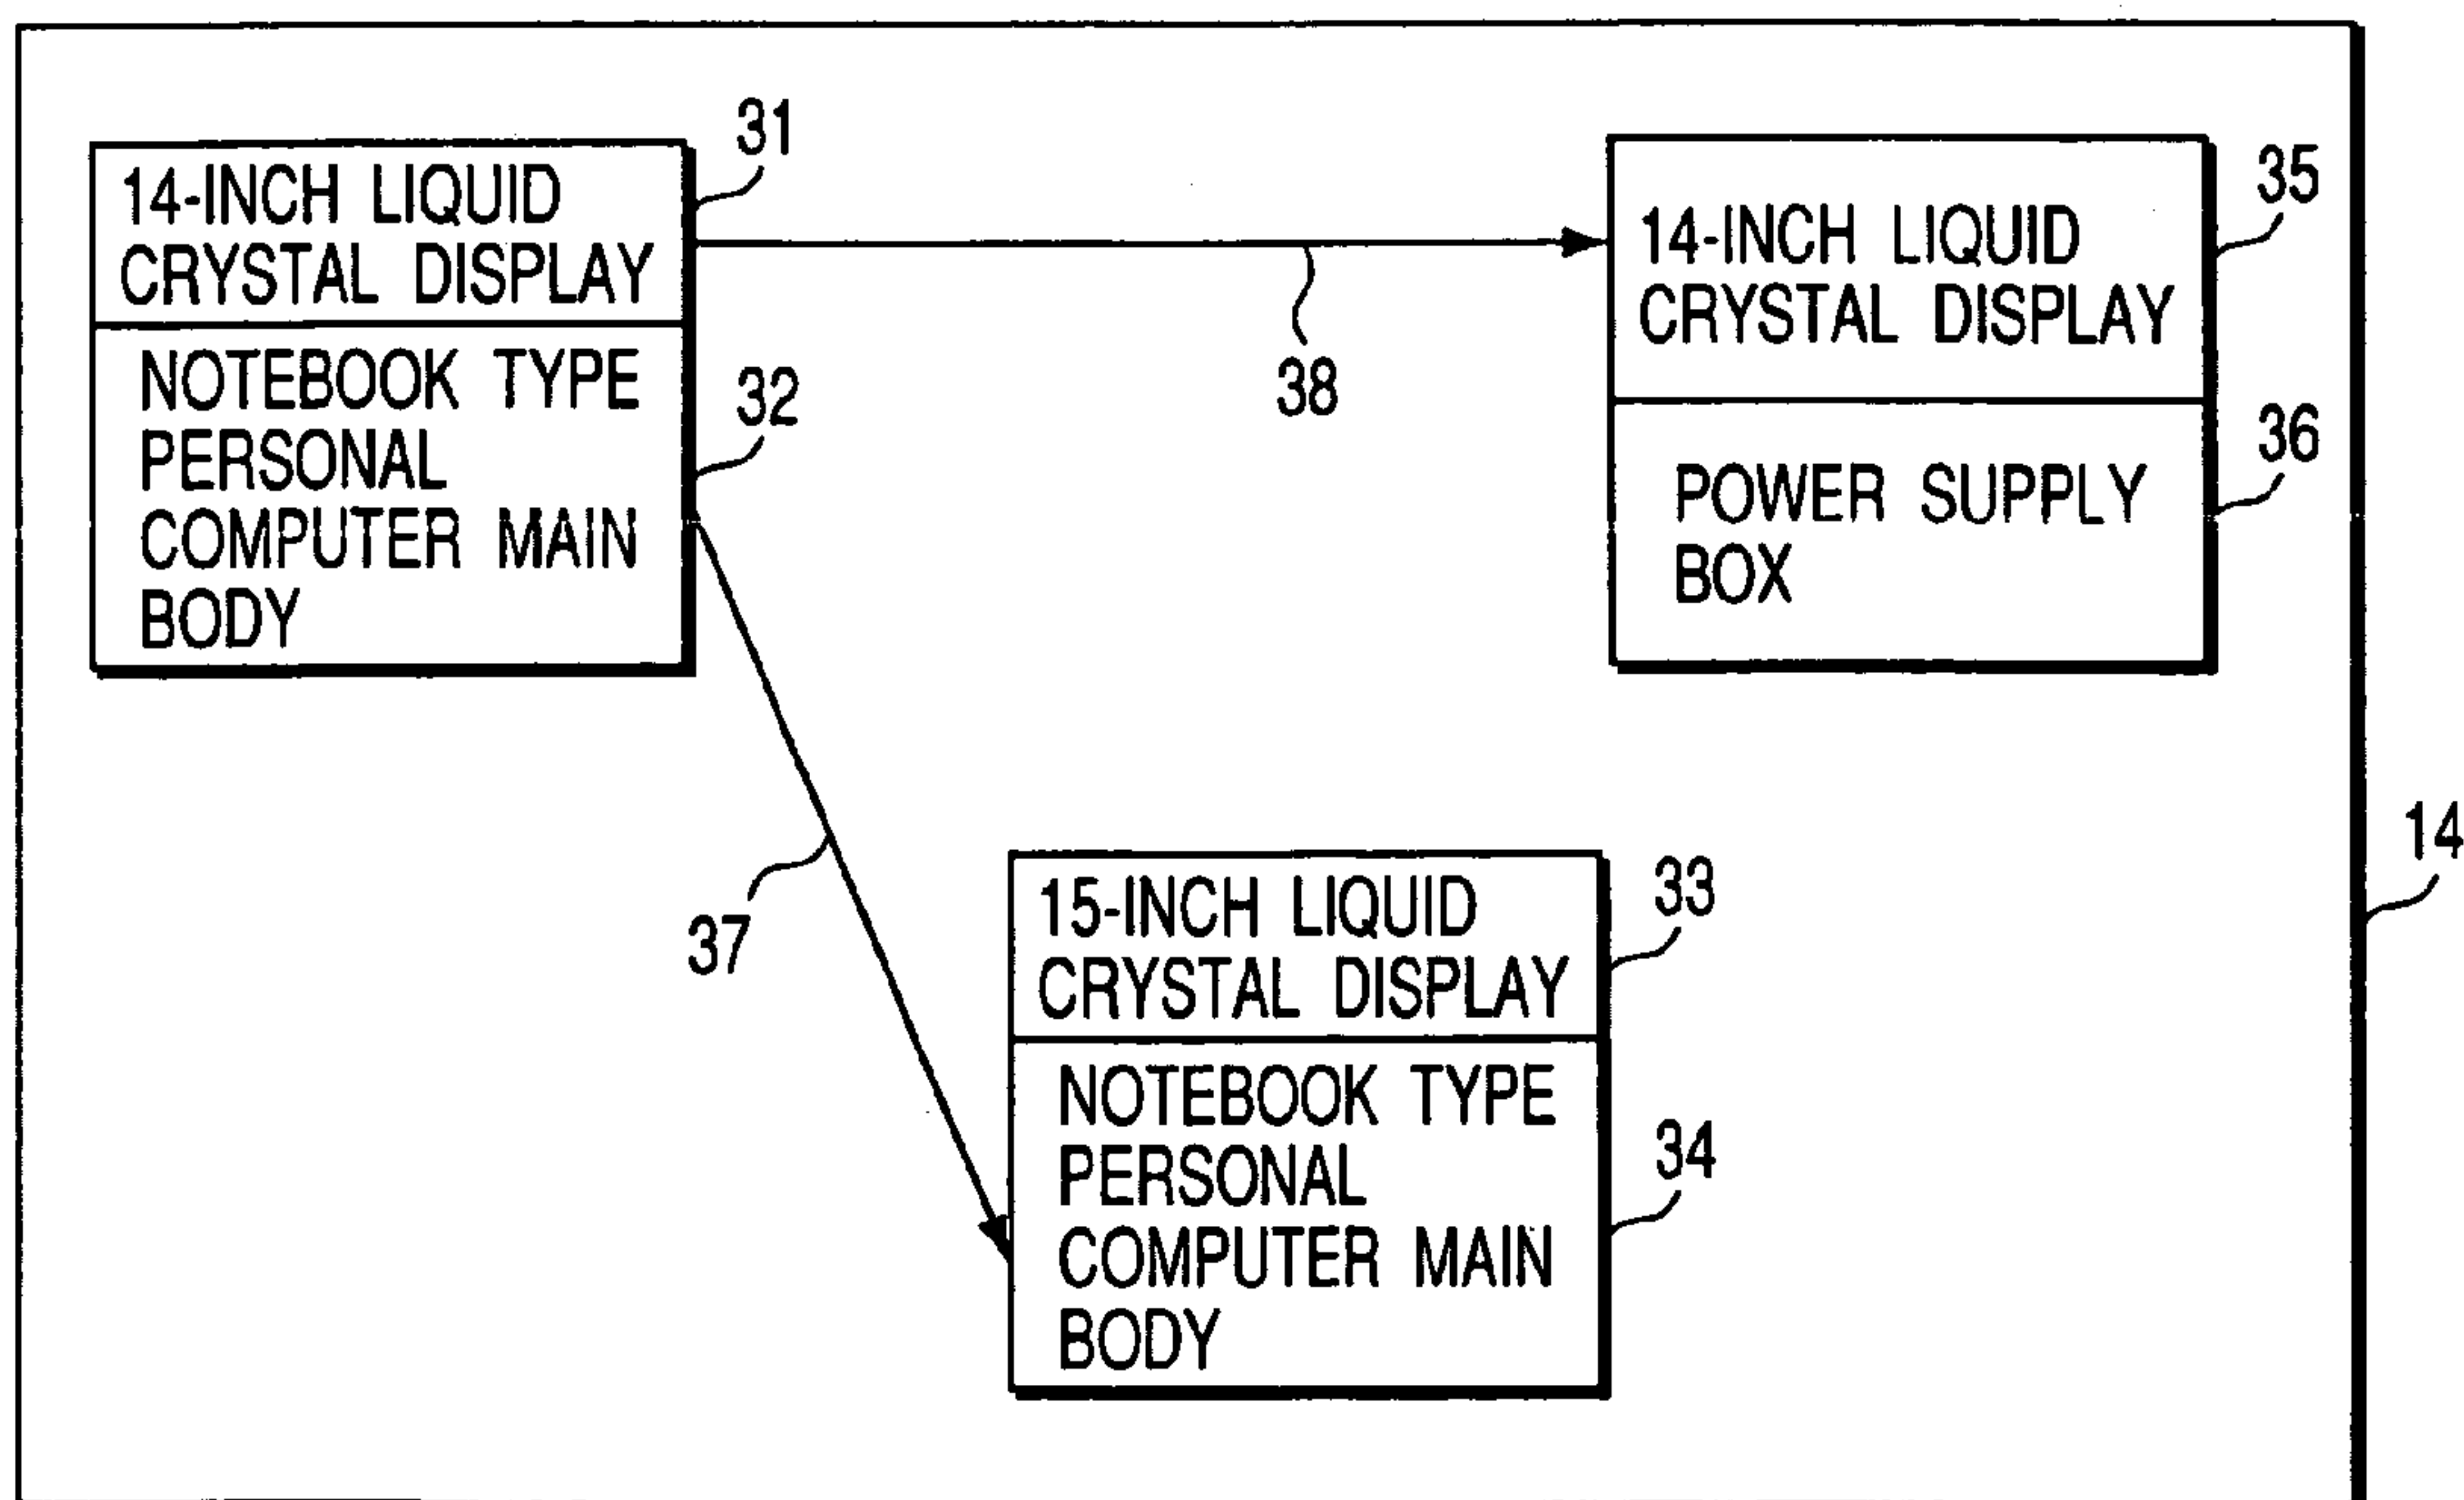 31
14-INCH LIQUID
CRYSTAL DISPLAY
32
NOTEBOOK TYPE
PERSONAL
COMPUTER MAIN
BODY
38
35
14-INCH LIQUID
CRYSTAL DISPLAY
36
POWER SUPPLY
BOX
37
33
15-INCH LIQUID
CRYSTAL DISPLAY
34
NOTEBOOK TYPE
PERSONAL
COMPUTER MAIN
BODY
14